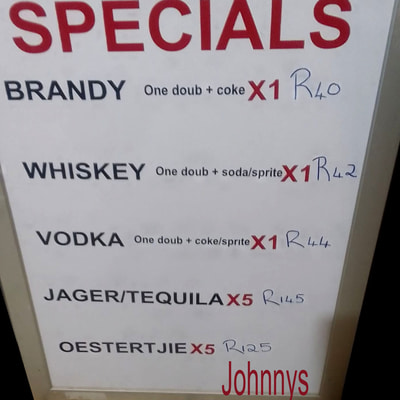 SPECIALS
BRANDY One doub + coke X1 R40
WHISKEY One doub + soda/sprite X1 R42
VODKA One doub + coke/sprite X1 R44
JAGER/TEQUILA X5 R145
OESTERTJIE X5 R125
Johnnys